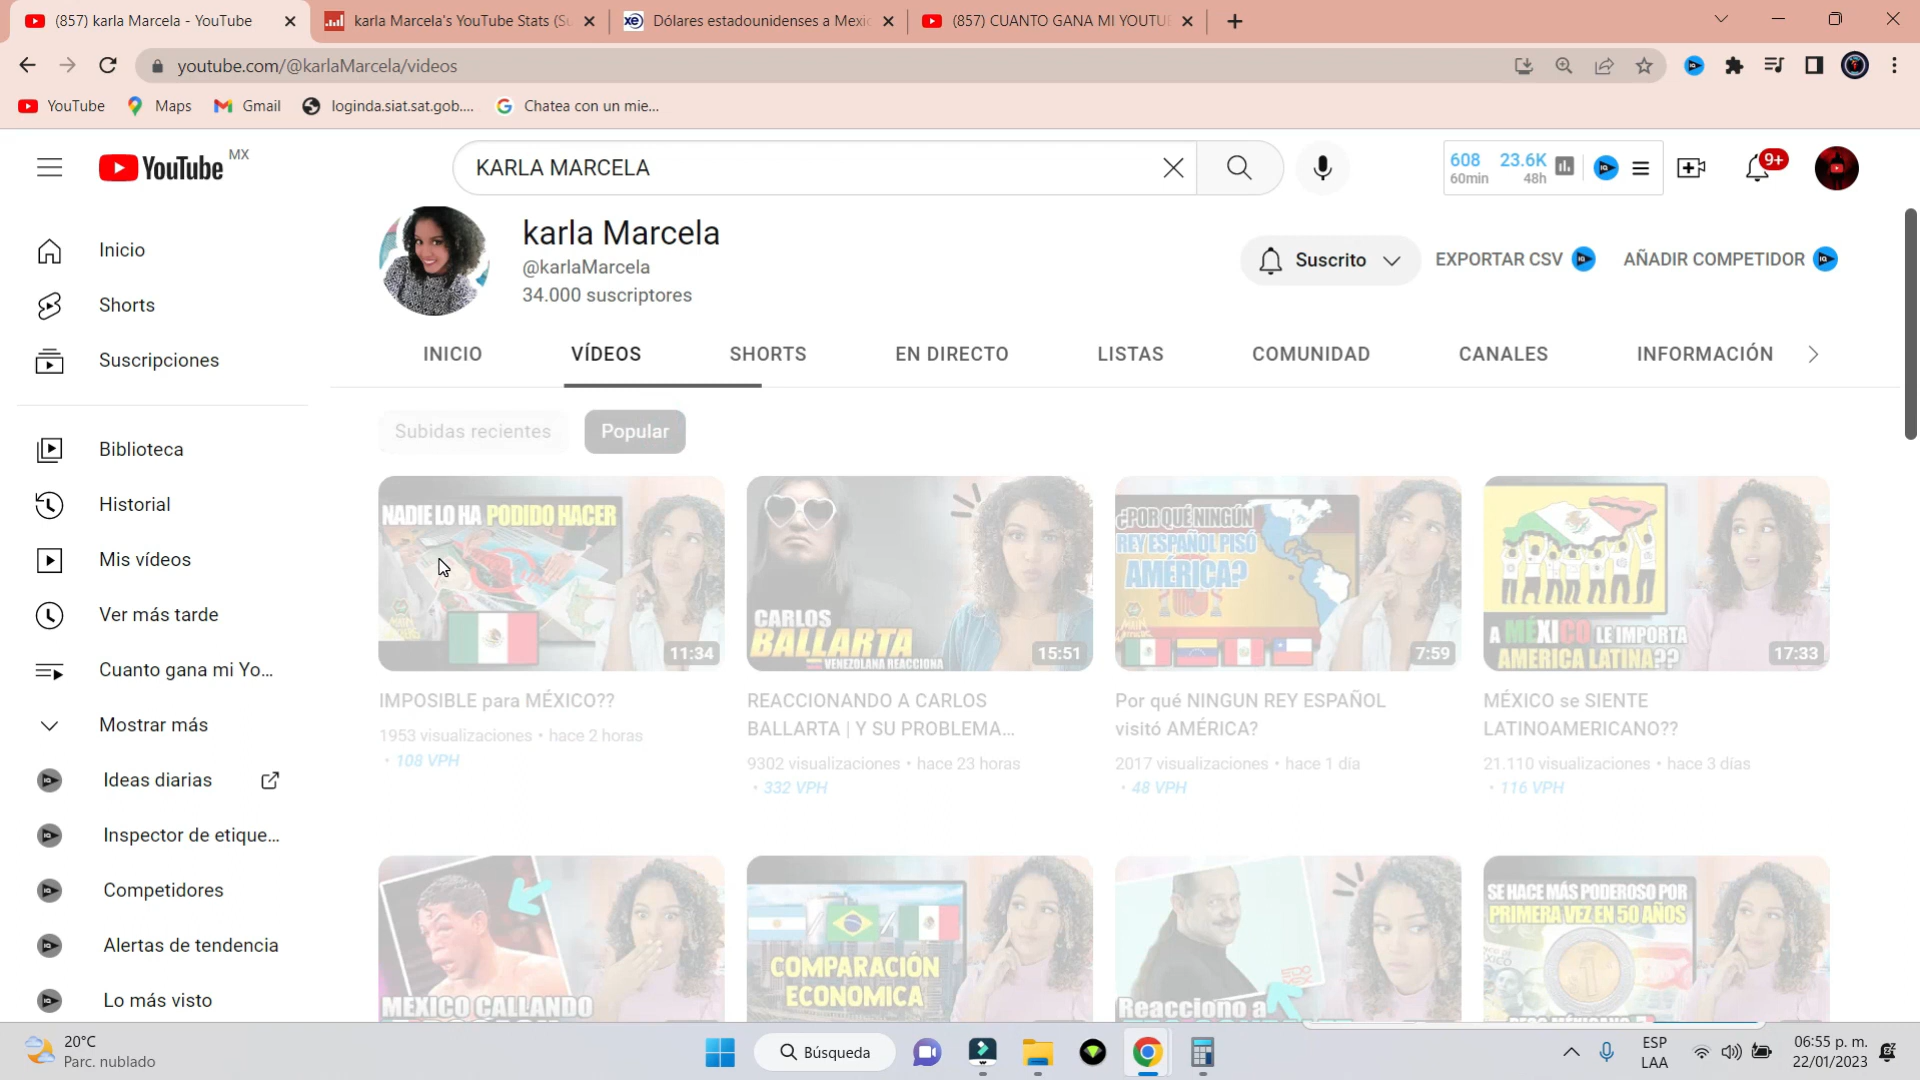 (857) karla Marcela - YouTube
karla Marcela's YouTube Stats (Su
Dólares estadounidenses a Mexic
(857) CUANTO GANA MI YOUTUE
youtube.com/@karlaMarcela/videos
YouTube
Maps
Gmail
loginda.siat.sat.gob....
Chatea con un mie...
YouTube MX
KARLA MARCELA
608 23.6K
60min 48h
9+
Inicio
Shorts
Suscripciones
Biblioteca
Historial
Mis vídeos
Ver más tarde
Cuanto gana mi Yo...
Mostrar más
Ideas diarias
Inspector de etique...
Competidores
Alertas de tendencia
Lo más visto
karla Marcela
@karlaMarcela
34.000 suscriptores
Suscrito
EXPORTAR CSV
AÑADIR COMPETIDOR
INICIO
VÍDEOS
SHORTS
EN DIRECTO
LISTAS
COMUNIDAD
CANALES
INFORMACIÓN
Subidas recientes
Popular
NADIE LO HA PODIDO HACER
11:34
IMPOSIBLE para MÉXICO??
1953 visualizaciones • hace 2 horas
• 108 VPH
CARLOS
BALLARTA
VENEZOLANA REACCIONA
15:51
REACCIONANDO A CARLOS
BALLARTA | Y SU PROBLEMA...
9302 visualizaciones • hace 23 horas
• 332 VPH
¿POR QUÉ NINGÚN
REY ESPAÑOL PISÓ
AMÉRICA?
7:59
Por qué NINGUN REY ESPAÑOL
visitó AMÉRICA?
2017 visualizaciones • hace 1 día
• 48 VPH
A MÉXICO LE IMPORTA
AMERICA LATINA??
17:33
MÉXICO se SIENTE
LATINOAMERICANO??
21.110 visualizaciones • hace 3 días
• 116 VPH
MEXICO CALLANDO
COMPARACIÓN
ECONOMICA
Reacciono a
SE HACE MÁS PODEROSO POR
PRIMERA VEZ EN 50 AÑOS
20°C
Parc. nublado
Búsqueda
ESP
LAA
06:55 p. m.
22/01/2023